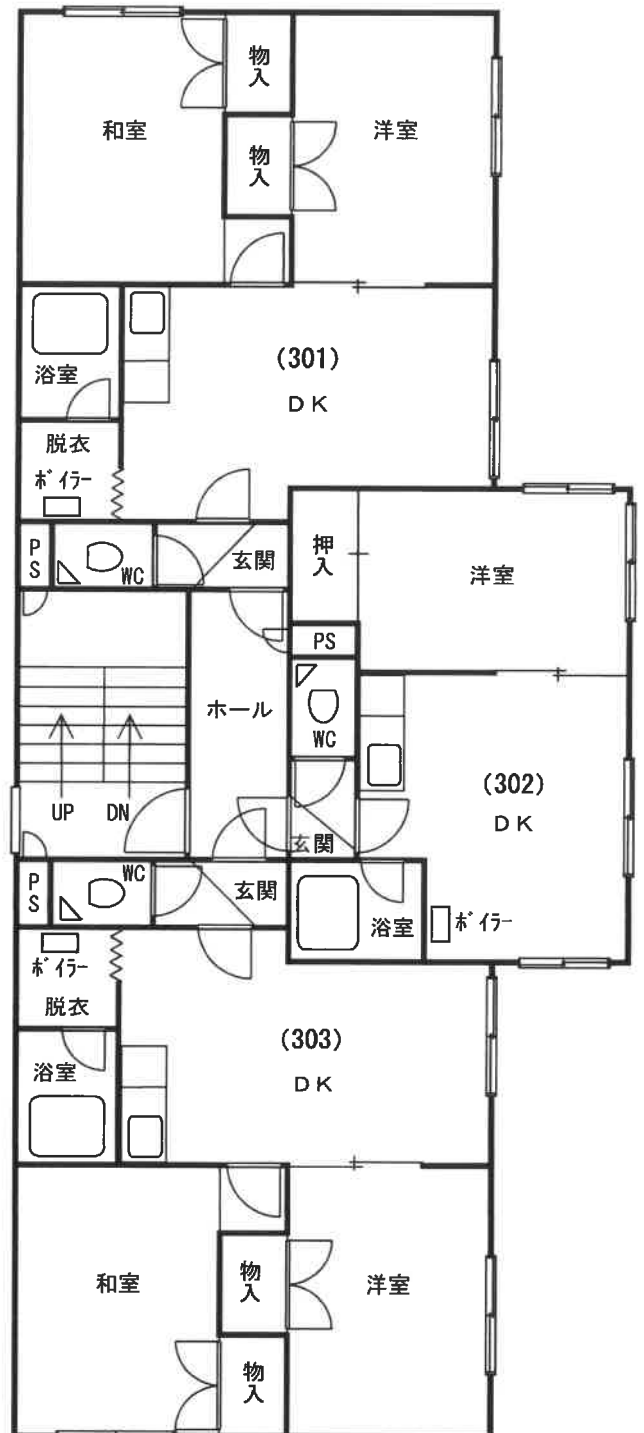 物入
和室
洋室
物入
(301)
DK
浴室
脱衣
ボイラー
PS
WC
玄関
押入
洋室
PS
ホール
WC
(302)
DK
UP
DN
玄関
PS
WC
玄関
浴室
ボイラー
ボイラー
脱衣
(303)
DK
浴室
和室
物入
洋室
物入